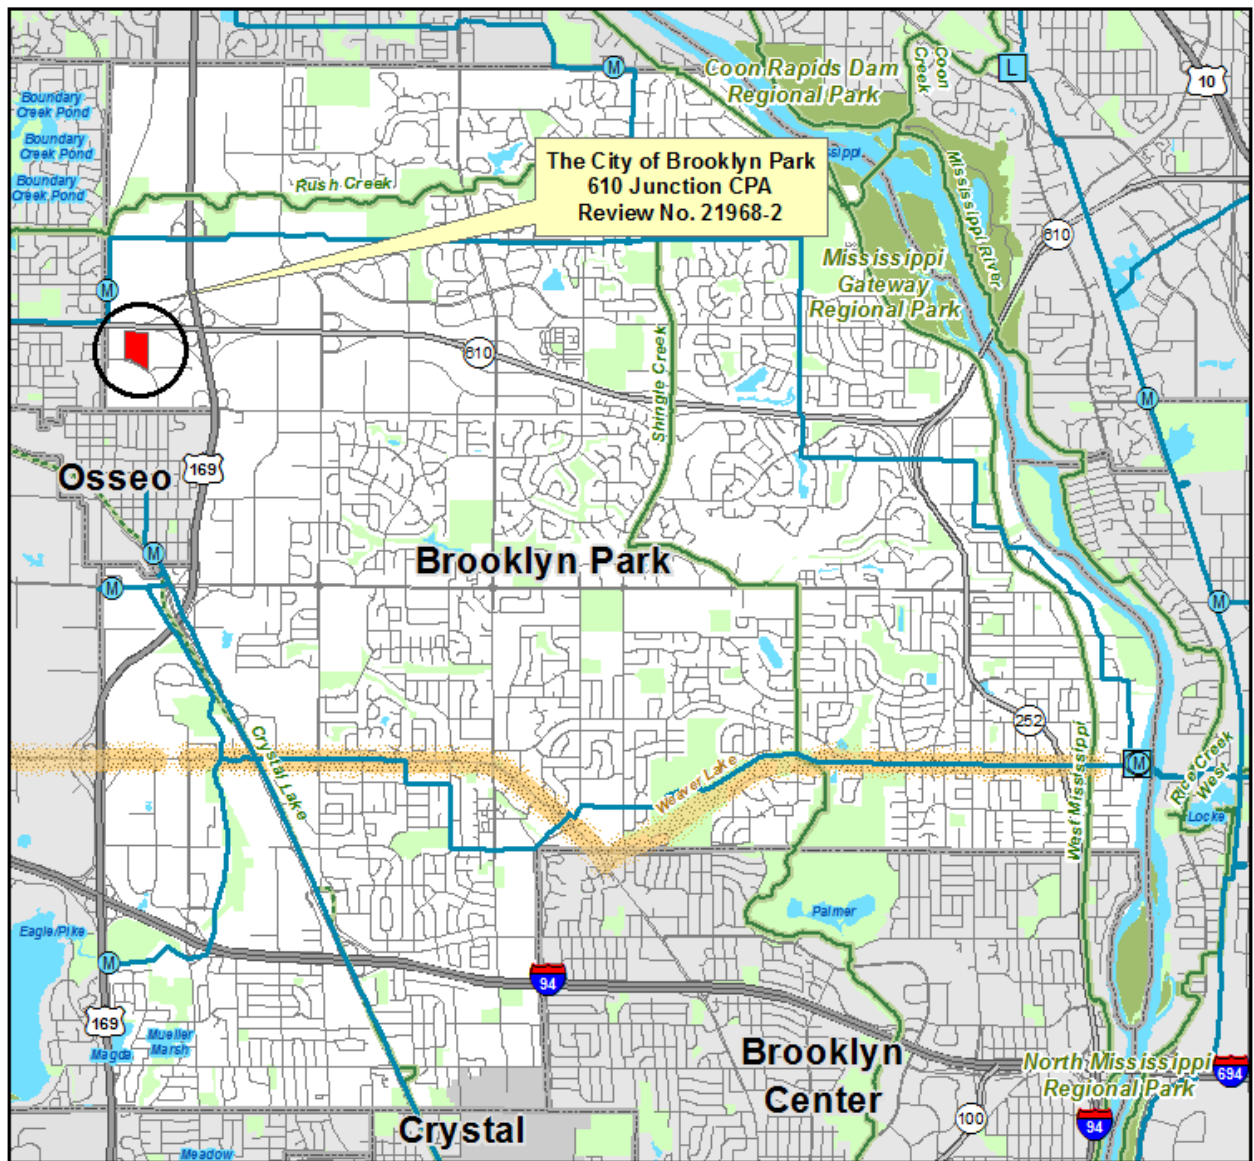 L
10
Coon Rapids Dam
Regional Park
Coon
Creek
M
Boundary
Creek Pond
Boundary
Creek Pond
Boundary
Creek Pond
The City of Brooklyn Park
610 Junction CPA
Review No. 21968-2
Rush Creek
Mississippi River
610
Mississippi
Gateway
Regional Park
M
610
Shingle Creek
M
169
Osseo
M
Brooklyn Park
M
M
252
Crystal Lake
Weaver Lake
West Mississippi
M
Rice Creek
West
Locke
Palmer
Eagle/Pike
M
94
169
Magda
Mueller
Marsh
Brooklyn
Center
North Mississippi
Regional Park
694
100
94
Crystal
Meadow